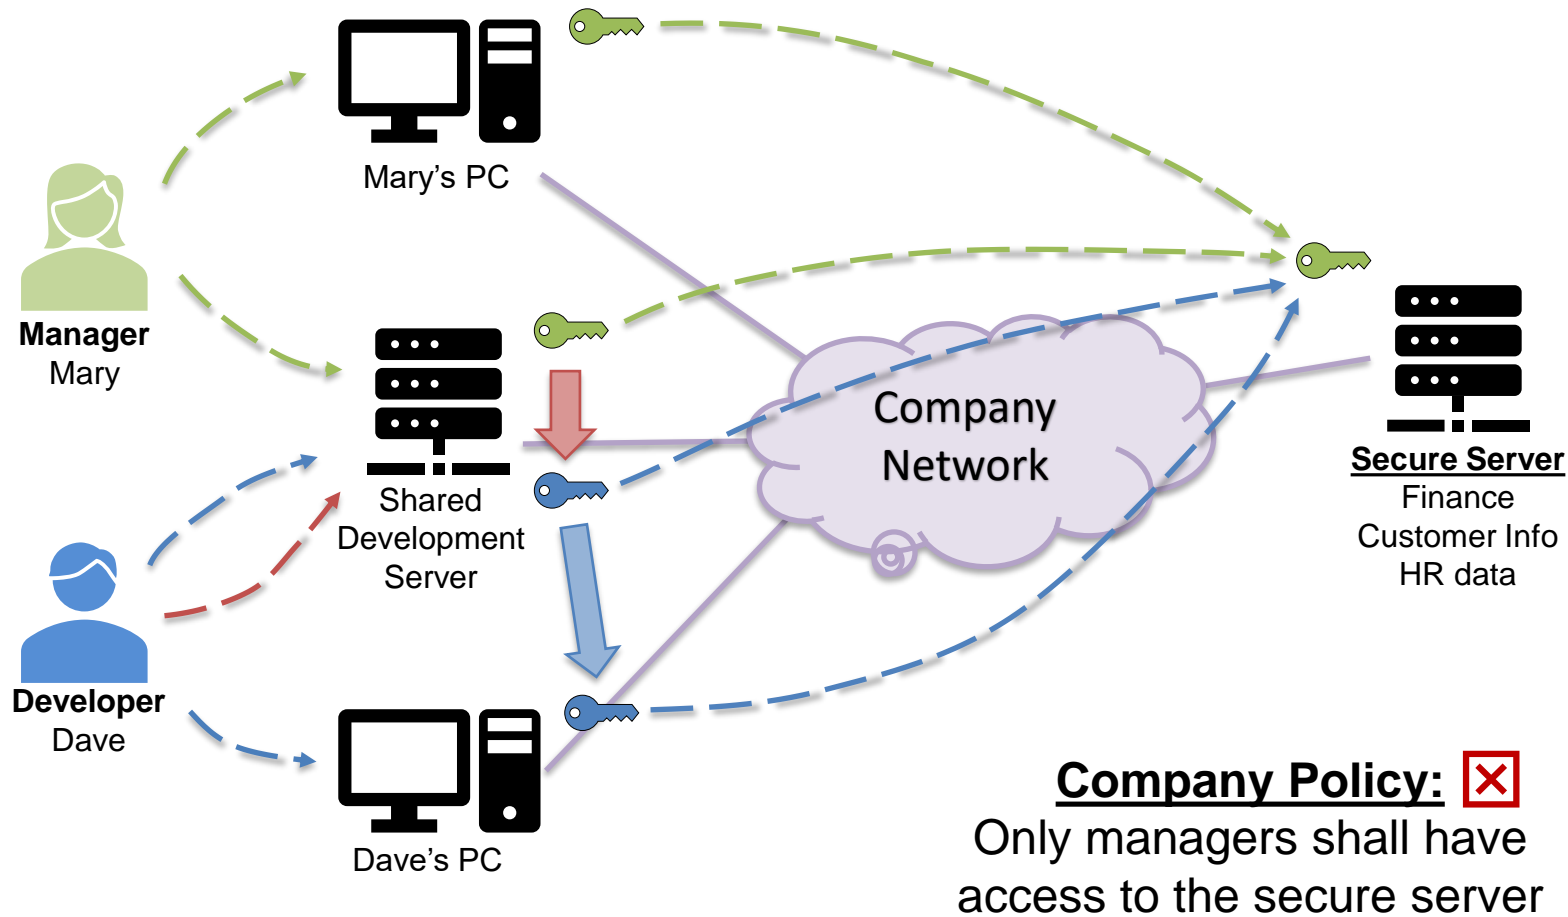 Mary’s PC
Manager
Mary
Shared
Development
Server
Company
Network
Secure Server
Finance
Customer Info
HR data
Developer
Dave
Dave’s PC
Company Policy:
Only managers shall have
access to the secure server